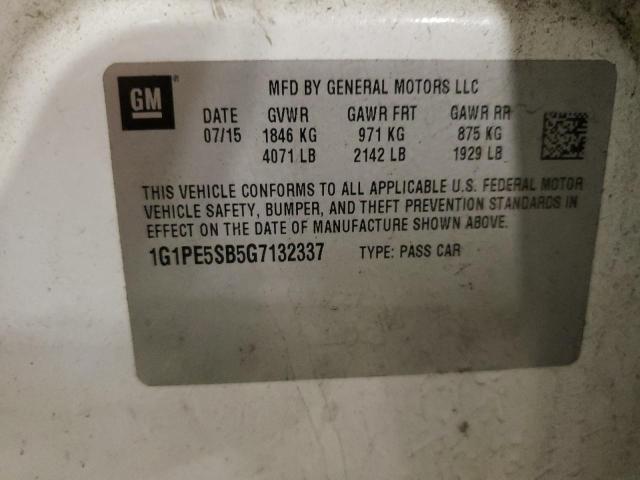 GM®
MFD BY GENERAL MOTORS LLC
DATE GVWR GAWR FRT GAWR RR
07/15 1846 KG 971 KG 875 KG
4071 LB 2142 LB 1929 LB
THIS VEHICLE CONFORMS TO ALL APPLICABLE U.S. FEDERAL MOTOR
VEHICLE SAFETY, BUMPER, AND THEFT PREVENTION STANDARDS IN
EFFECT ON THE DATE OF MANUFACTURE SHOWN ABOVE.
1G1PE5SB5G7132337 TYPE: PASS CAR